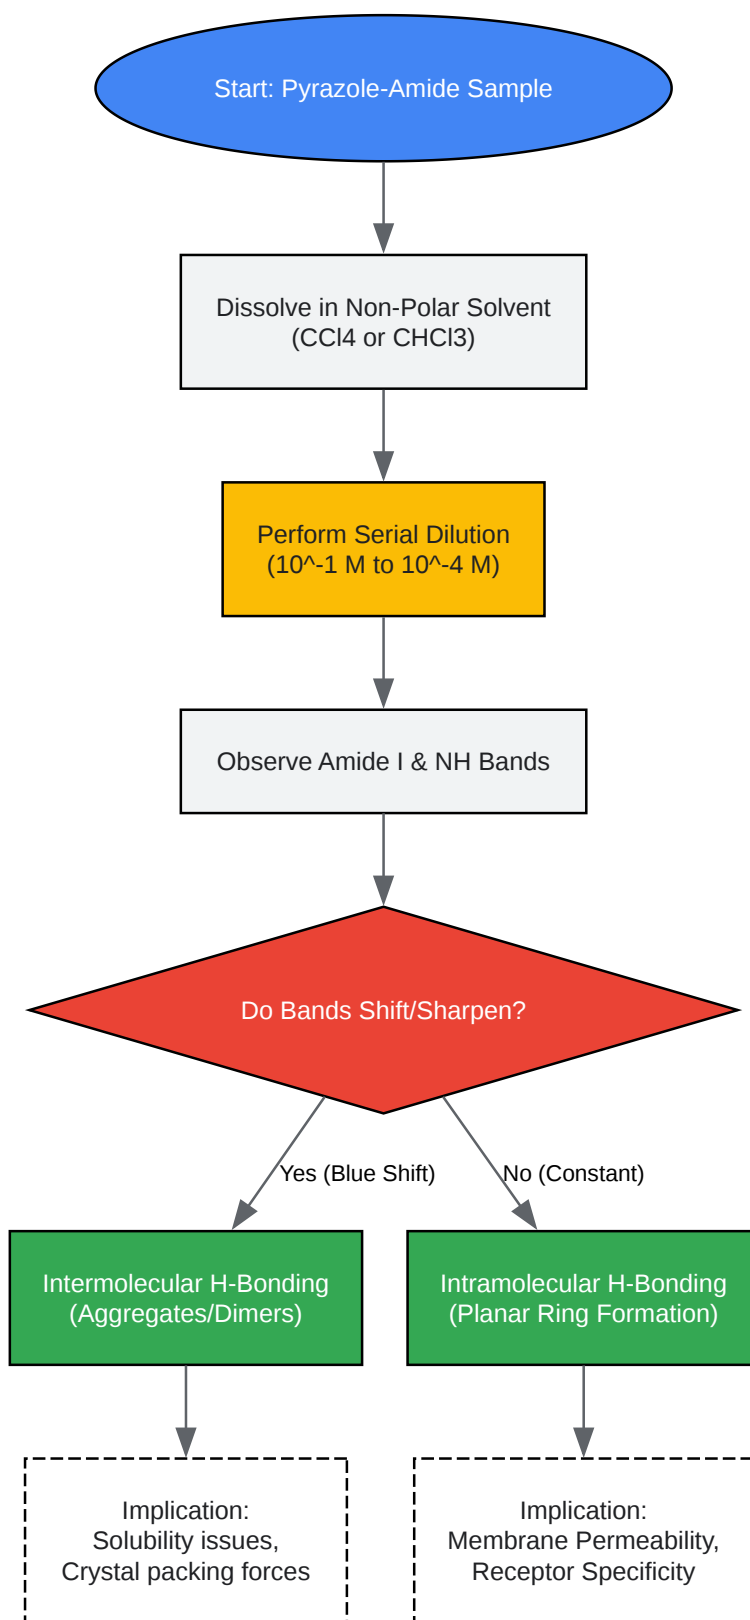 Start: Pyrazole-Amide Sample
Dissolve in Non-Polar Solvent
(CCl4 or CHCl3)
Perform Serial Dilution
(10^-1 M to 10^-4 M)
Observe Amide I & NH Bands
Do Bands Shift/Sharpen?
Yes (Blue Shift)
No (Constant)
Intermolecular H-Bonding
(Aggregates/Dimers)
Intramolecular H-Bonding
(Planar Ring Formation)
Implication:
Solubility issues,
Crystal packing forces
Implication:
Membrane Permeability,
Receptor Specificity